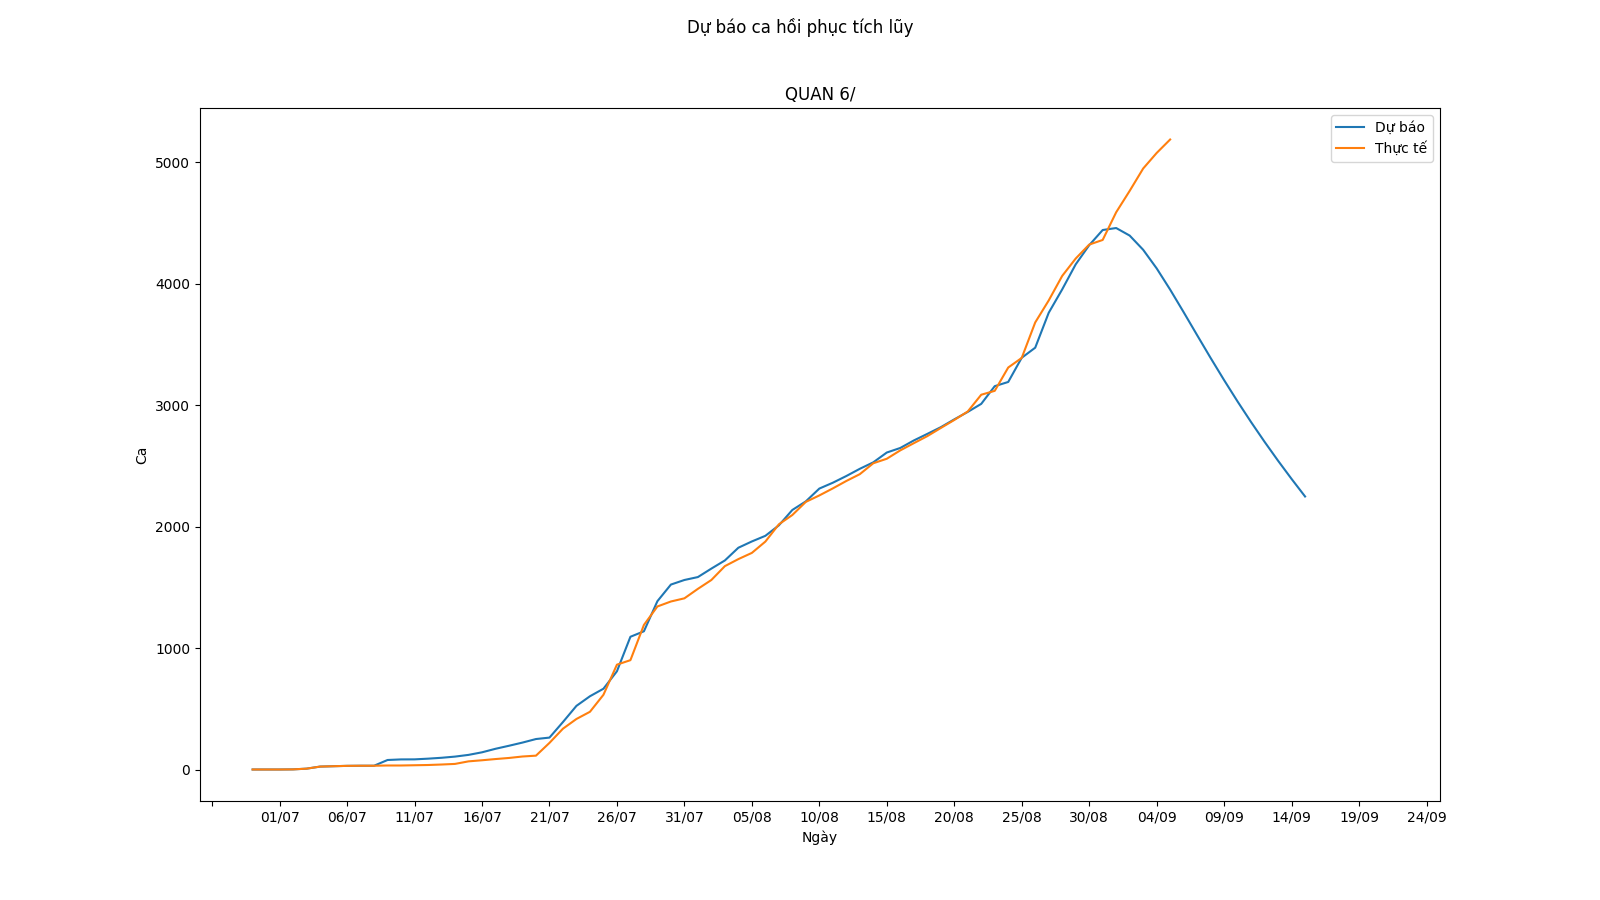 Dự báo ca hồi phục tích lũy
QUAN 6/
Dự báo
Thực tế
5000
4000
3000
2000
1000
0
Ca
01/07 06/07 11/07 16/07 21/07 26/07 31/07 05/08 10/08 15/08 20/08 25/08 30/08 04/09 09/09 14/09 19/09 24/09
Ngày